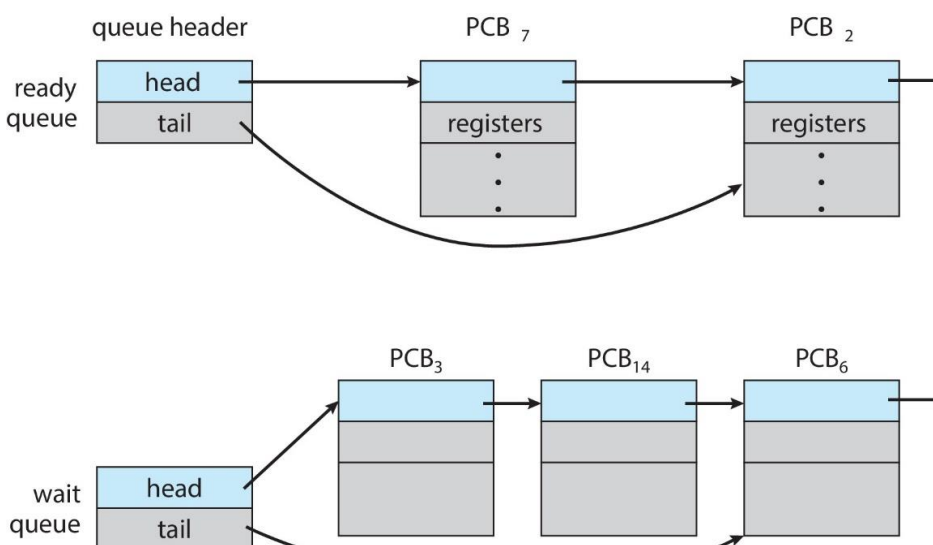 queue header
PCB 7
PCB 2
ready
queue
head
tail
registers
registers
PCB3
PCB14
PCB6
wait
queue
head
tail